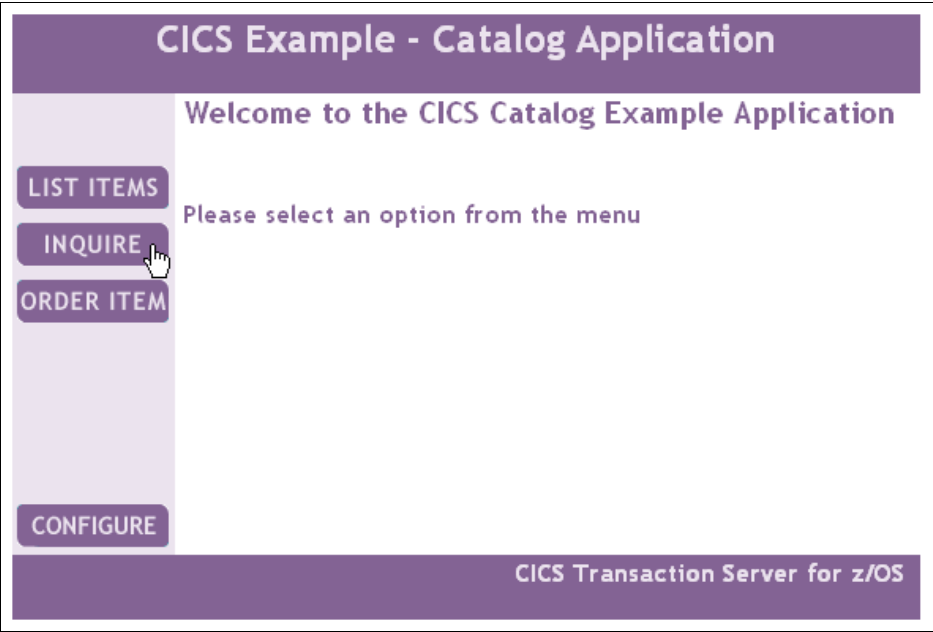 CICS Example - Catalog Application
Welcome to the CICS Catalog Example Application
LIST ITEMS
Please select an option from the menu
INQUIRE
ORDER ITEM
CONFIGURE
CICS Transaction Server for z/OS